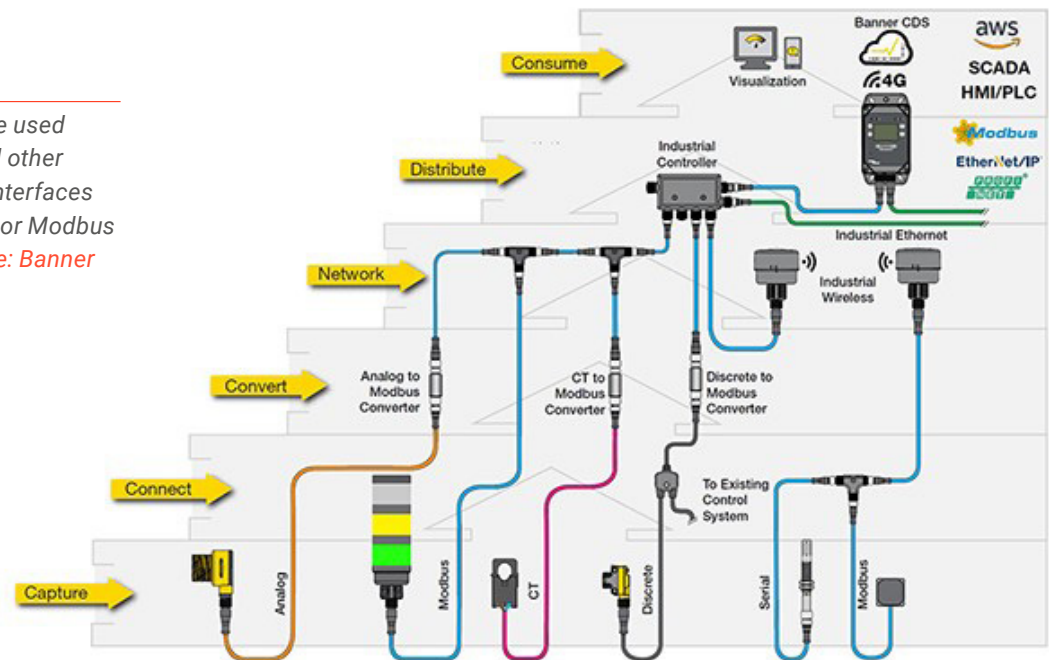 e used
l other
nterfaces
or Modbus
e: Banner
Consume
Visualization
Banner CDS
4G
aws
SCADA
HMI/PLC
Distribute
Industrial
Controller
Modbus
EtherNet/IP
PROFI
NET
Industrial Ethernet
Network
Industrial
Wireless
Convert
Analog to
Modbus
Converter
CT to
Modbus
Converter
Discrete to
Modbus
Converter
Connect
To Existing
Control
System
Capture
Analog
Modbus
CT
Discrete
Serial
Modbus